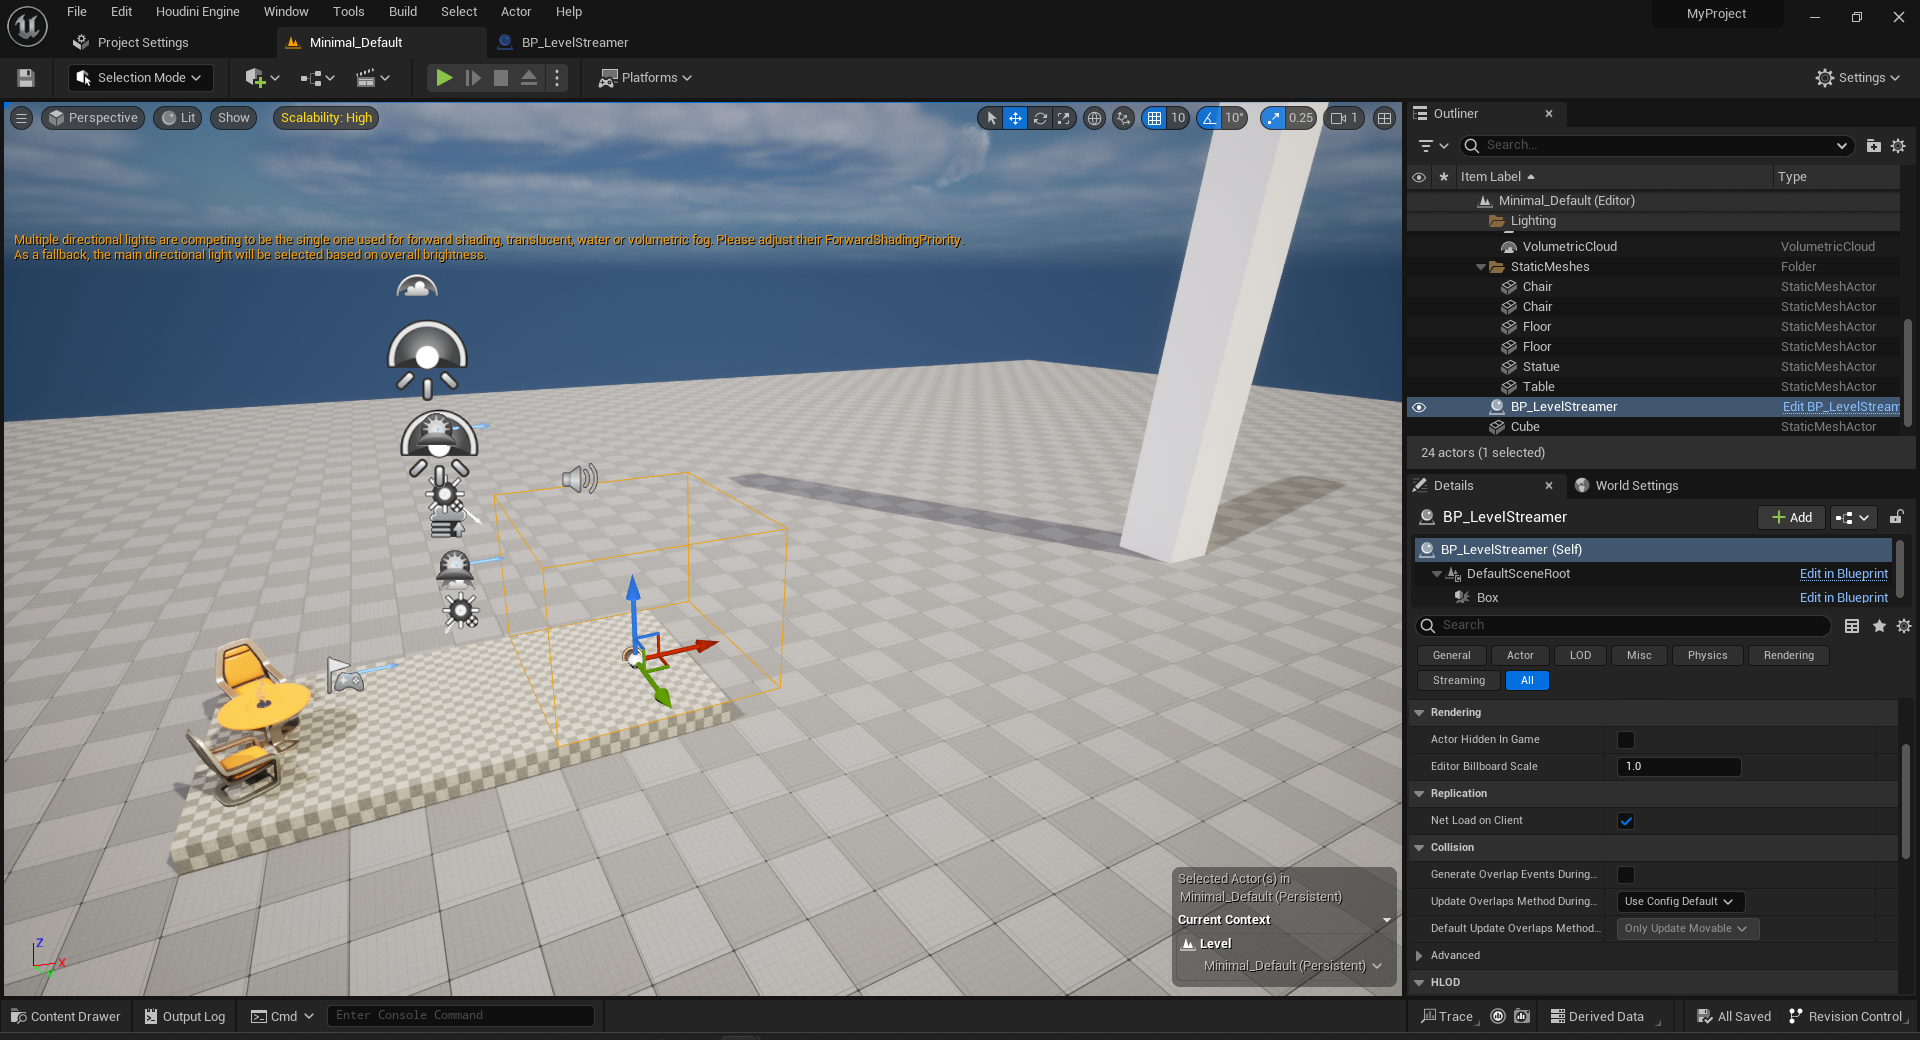 File Edit Houdini Engine Window Tools Build Select Actor Help
MyProject
Project Settings
Minimal_Default
BP_LevelStreamer
Selection Mode
Platforms
Settings
Perspective
Lit
Show
Scalability: High
10
10°
0.25
1
Multiple directional lights are competing to be the single one used for forward shading, translucent, water or volumetric fog. Please adjust their ForwardShadingPriority.
As a fallback, the main directional light will be selected based on overall brightness.
Z
X
Y
Selected Actor(s) in
Minimal_Default (Persistent)
Current Context
Level
Minimal_Default (Persistent)
Outliner
Search...
Item Label
Type
Minimal_Default (Editor)
Lighting
VolumetricCloud VolumetricCloud
StaticMeshes Folder
Chair StaticMeshActor
Chair StaticMeshActor
Floor StaticMeshActor
Floor StaticMeshActor
Statue StaticMeshActor
Table StaticMeshActor
BP_LevelStreamer Edit BP_LevelStream
Cube StaticMeshActor
24 actors (1 selected)
Details
World Settings
BP_LevelStreamer
Add
BP_LevelStreamer (Self)
DefaultSceneRoot Edit in Blueprint
Box Edit in Blueprint
Search
General Actor LOD Misc Physics Rendering
Streaming All
Rendering
Actor Hidden In Game
Editor Billboard Scale 1.0
Replication
Net Load on Client
Collision
Generate Overlap Events During...
Update Overlaps Method During... Use Config Default
Default Update Overlaps Method... Only Update Movable
Advanced
HLOD
Content Drawer
Output Log
Cmd
Enter Console Command
Trace
Derived Data
All Saved
Revision Control